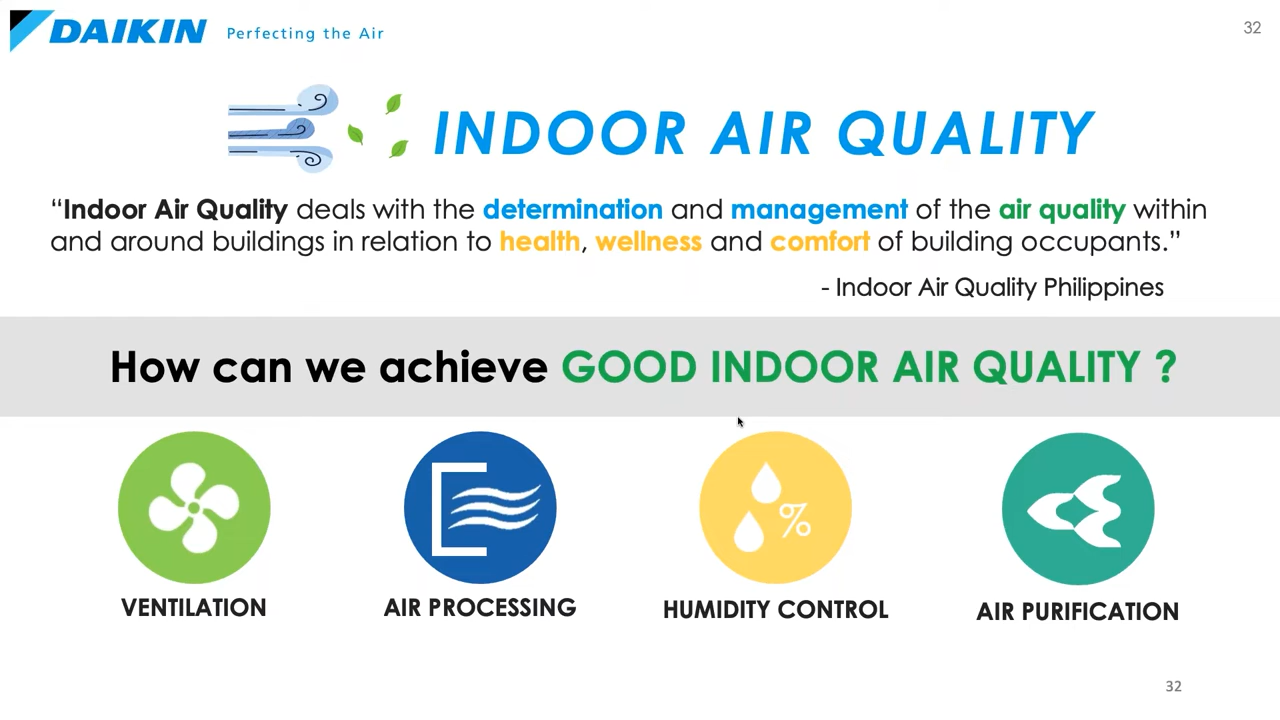 DAIKIN Perfecting the Air
32
INDOOR AIR QUALITY
“Indoor Air Quality deals with the determination and management of the air quality within
and around buildings in relation to health, wellness and comfort of building occupants.”
- Indoor Air Quality Philippines
How can we achieve GOOD INDOOR AIR QUALITY ?
%
VENTILATION
AIR PROCESSING
HUMIDITY CONTROL
AIR PURIFICATION
32